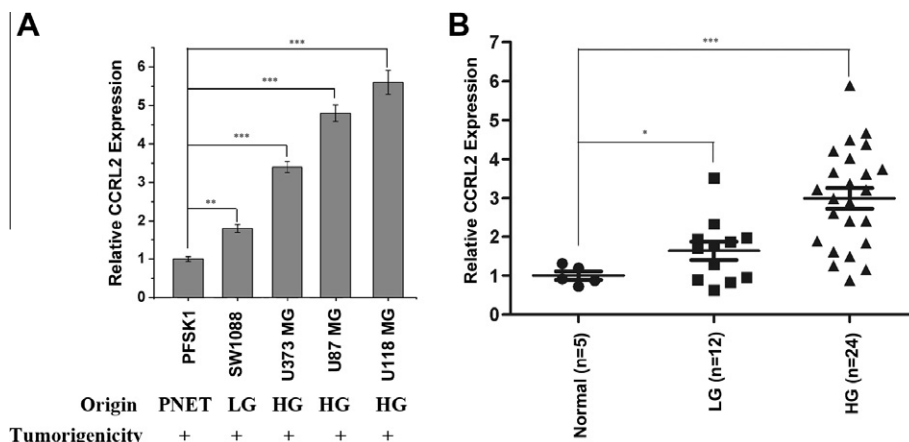 A
Relative CCRL2 Expression
7
6
5
4
3
2
1
0
***
***
***
**
PFSK1
SW1088
U373 MG
U87 MG
U118 MG
Origin PNET LG HG HG HG
Tumorigenicity + + + + +
B
Relative CCRL2 Expression
7
6
5
4
3
2
1
0
***
*
Normal (n=5)
LG (n=12)
HG (n=24)